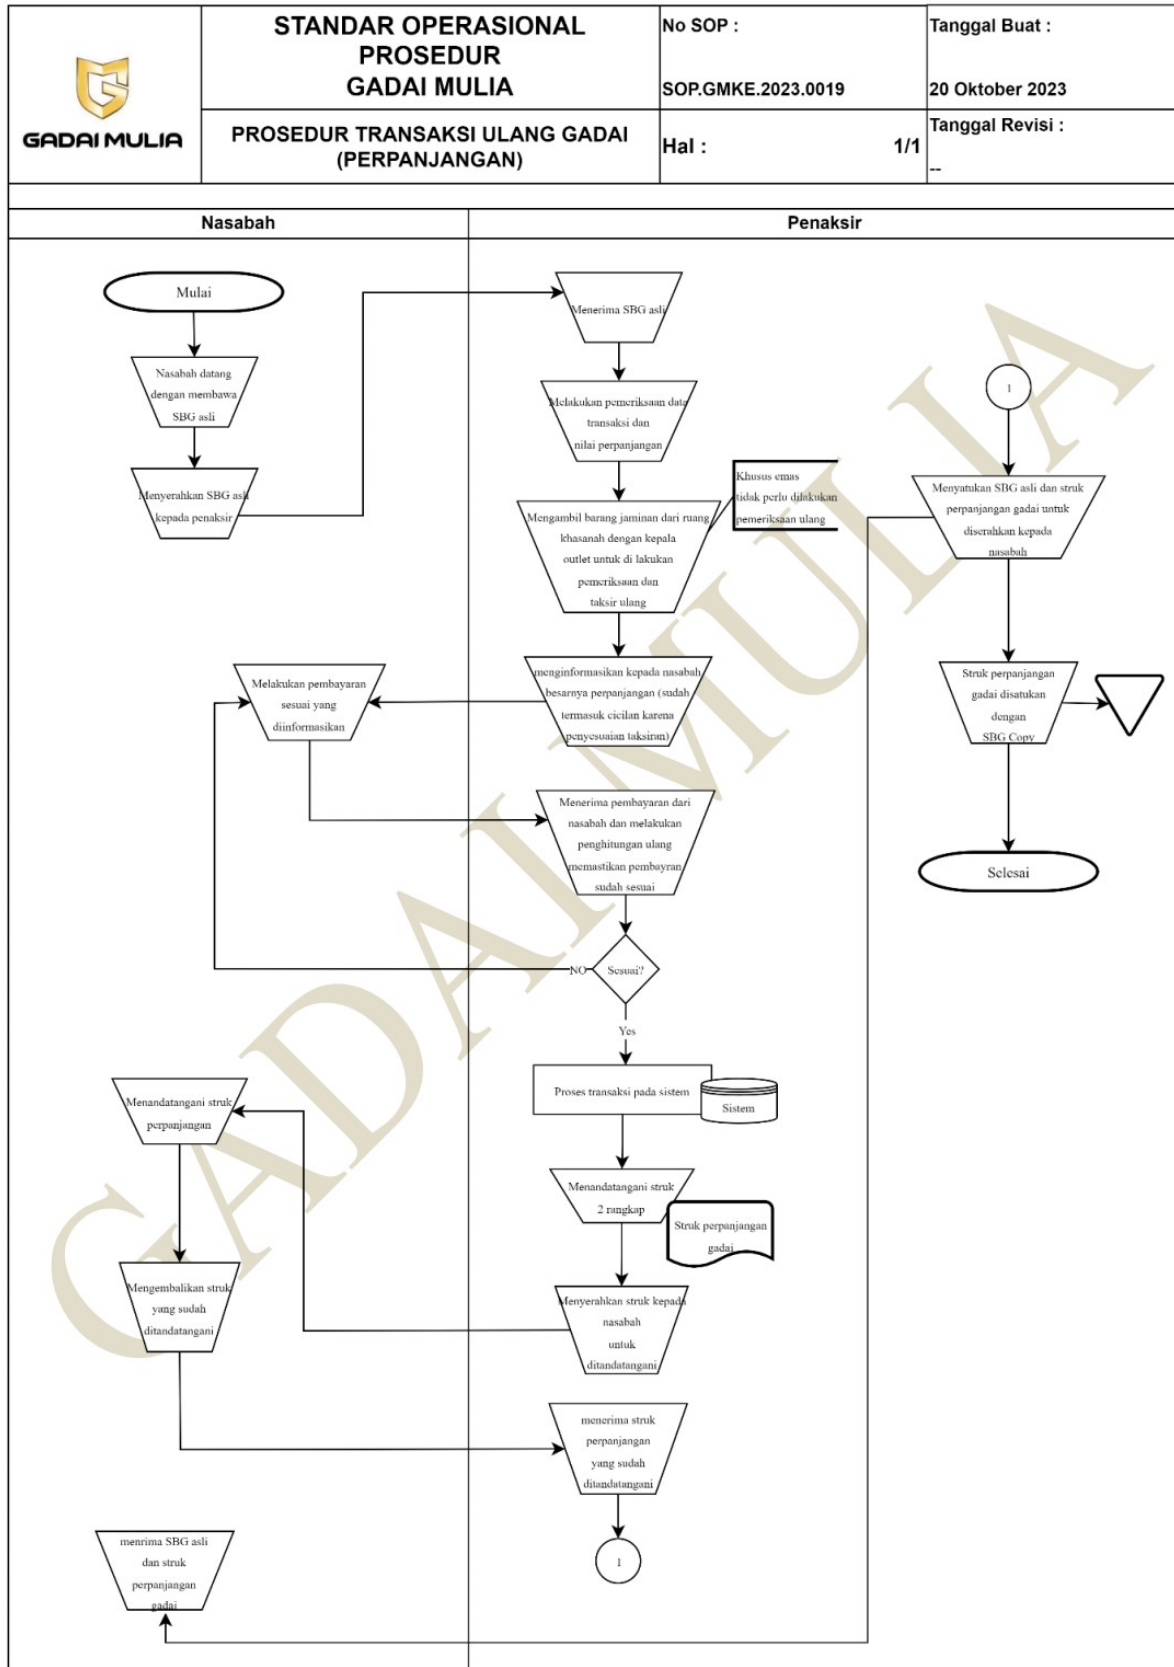 STANDAR OPERASIONAL
PROSEDUR
GADAI MULIA
No SOP :
SOP.GMKE.2023.0019
Tanggal Buat :
20 Oktober 2023
GADAI MULIA
PROSEDUR TRANSAKSI ULANG GADAI
(PERPANJANGAN)
Hal :
1/1
Tanggal Revisi :
--
Nasabah
Penaksir
Mulai
Nasabah datang
dengan membawa
SBG asli
Menyerahkan SBG asli
kepada penaksir
Menerima SBG asli
Melakukan pemeriksaan data
transaksi dan
nilai perpanjangan
Khusus emas
tidak perlu dilakukan
pemeriksaan ulang
Mengambil barang jaminan dari ruang
khasanah dengan kepala
outlet untuk di lakukan
pemeriksaan dan
taksir ulang
menginformasikan kepada nasabah
besarnya perpanjangan (sudah
termasuk cicilan karena
penyesuaian taksiran)
Melakukan pembayaran
sesuai yang
diinformasikan
Menerima pembayaran dari
nasabah dan melakukan
penghitungan ulang
memastikan pembayran
sudah sesuai
Sesuai?
NO
Yes
Proses transaksi pada sistem
Sistem
Menandatangani struk
2 rangkap
Struk perpanjangan
gadai
Menyerahkan struk kepada
nasabah
untuk
ditandatangani
Menandatangani struk
perpanjangan
Mengembalikan struk
yang sudah
ditandatangani
menerima struk
perpanjangan
yang sudah
ditandatangani
1
1
Menyatukan SBG asli dan struk
perpanjangan gadai untuk
diserahkan kepada
nasabah
menrima SBG asli
dan struk
perpanjangan
gadai
Struk perpanjangan
gadai disatukan
dengan
SBG Copy
Selesai
GADAI MULIA